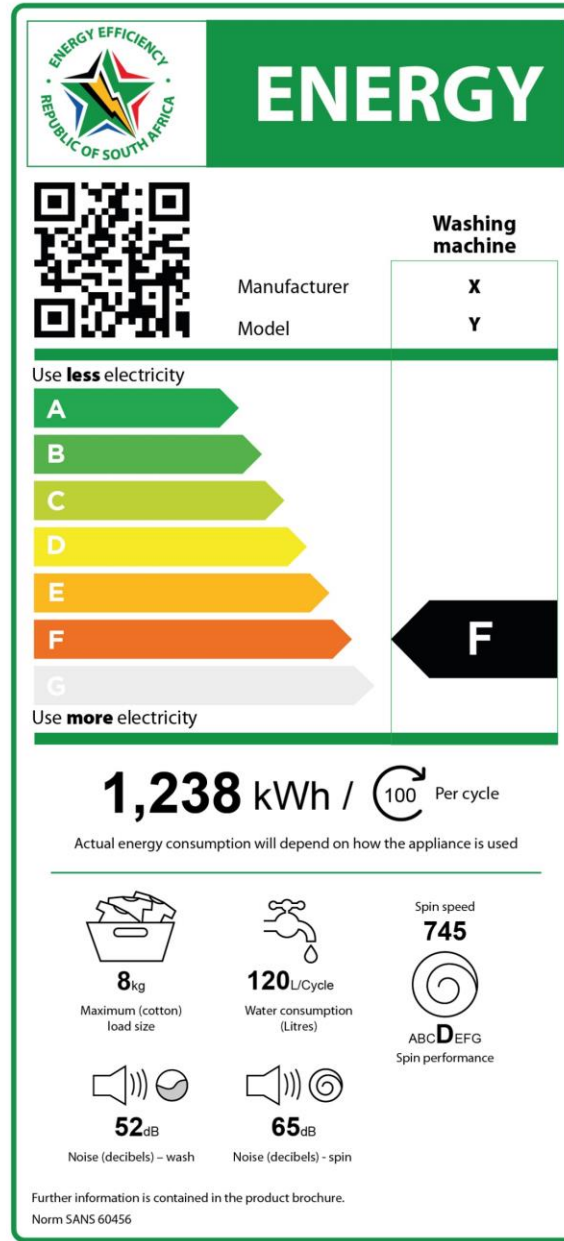 ENERGY EFFICIENCY
REPUBLIC OF SOUTH AFRICA
ENERGY
Washing
machine
Manufacturer X
Model Y
Use less electricity
A
B
C
D
E
F F
G
Use more electricity
1,238 kWh / 100 Per cycle
Actual energy consumption will depend on how the appliance is used
8kg
Maximum (cotton)
load size
120L/Cycle
Water consumption
(Litres)
Spin speed
745
ABCDEFG
Spin performance
52dB
Noise (decibels) – wash
65dB
Noise (decibels) - spin
Further information is contained in the product brochure.
Norm SANS 60456